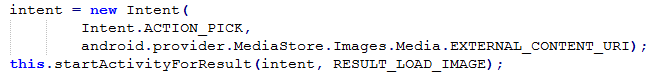 intent = new Intent(
Intent.ACTION_PICK,
android.provider.MediaStore.Images.Media.EXTERNAL_CONTENT_URI);
this.startActivityForResult(intent, RESULT_LOAD_IMAGE);